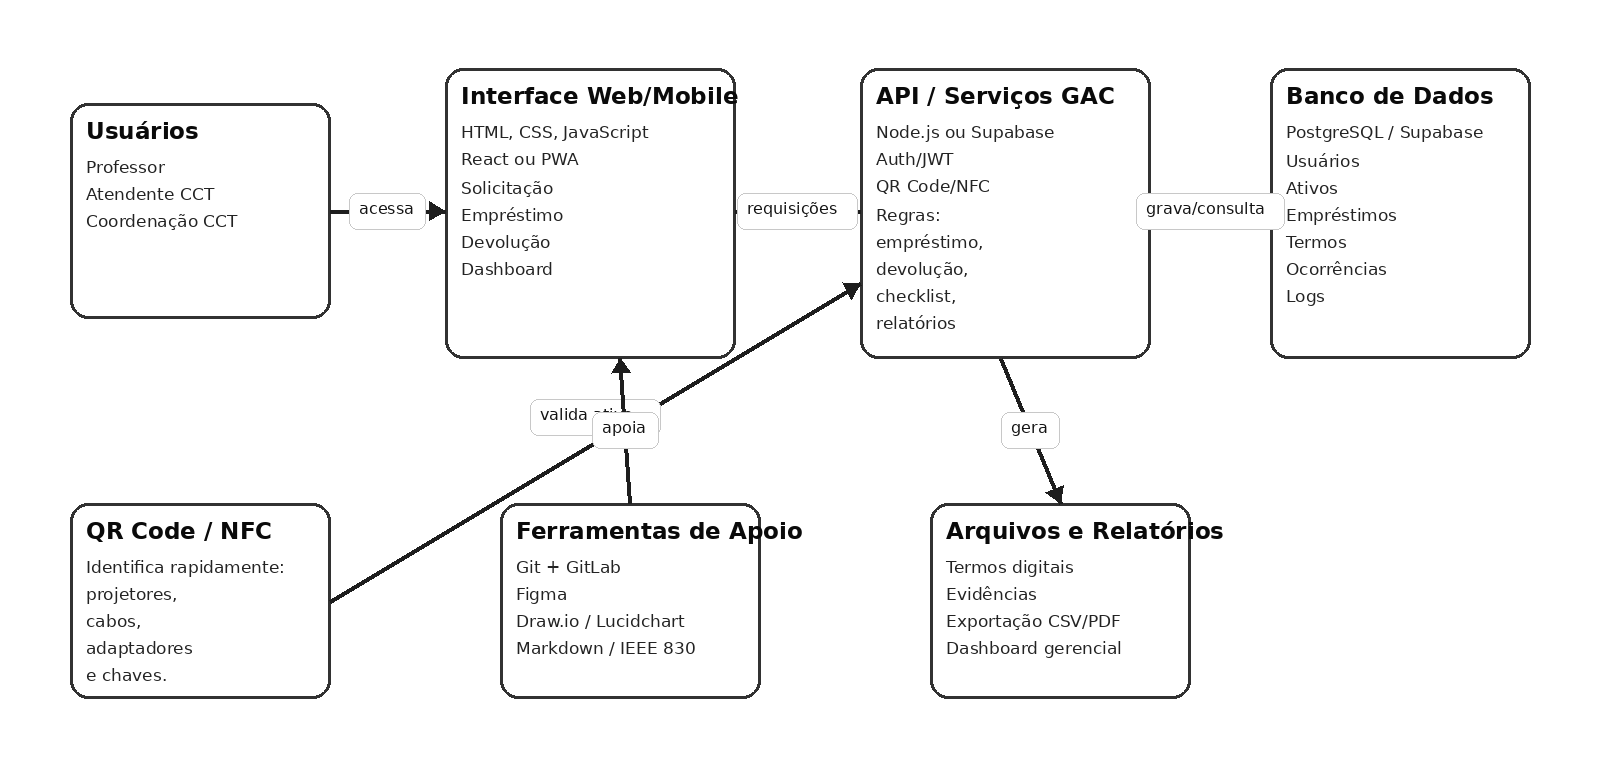 Usuários
Professor
Atendente CCT
Coordenação CCT
acessa
Interface Web/Mobile
HTML, CSS, JavaScript
React ou PWA
Solicitação
Empréstimo
Devolução
Dashboard
requisições
API / Serviços GAC
Node.js ou Supabase
Auth/JWT
QR Code/NFC
Regras:
empréstimo,
devolução,
checklist,
relatórios
grava/consulta
Banco de Dados
PostgreSQL / Supabase
Usuários
Ativos
Empréstimos
Termos
Ocorrências
Logs
valida
apoia
gera
QR Code / NFC
Identifica rapidamente:
projetores,
cabos,
adaptadores
e chaves.
Ferramentas de Apoio
Git + GitLab
Figma
Draw.io / Lucidchart
Markdown / IEEE 830
Arquivos e Relatórios
Termos digitais
Evidências
Exportação CSV/PDF
Dashboard gerencial